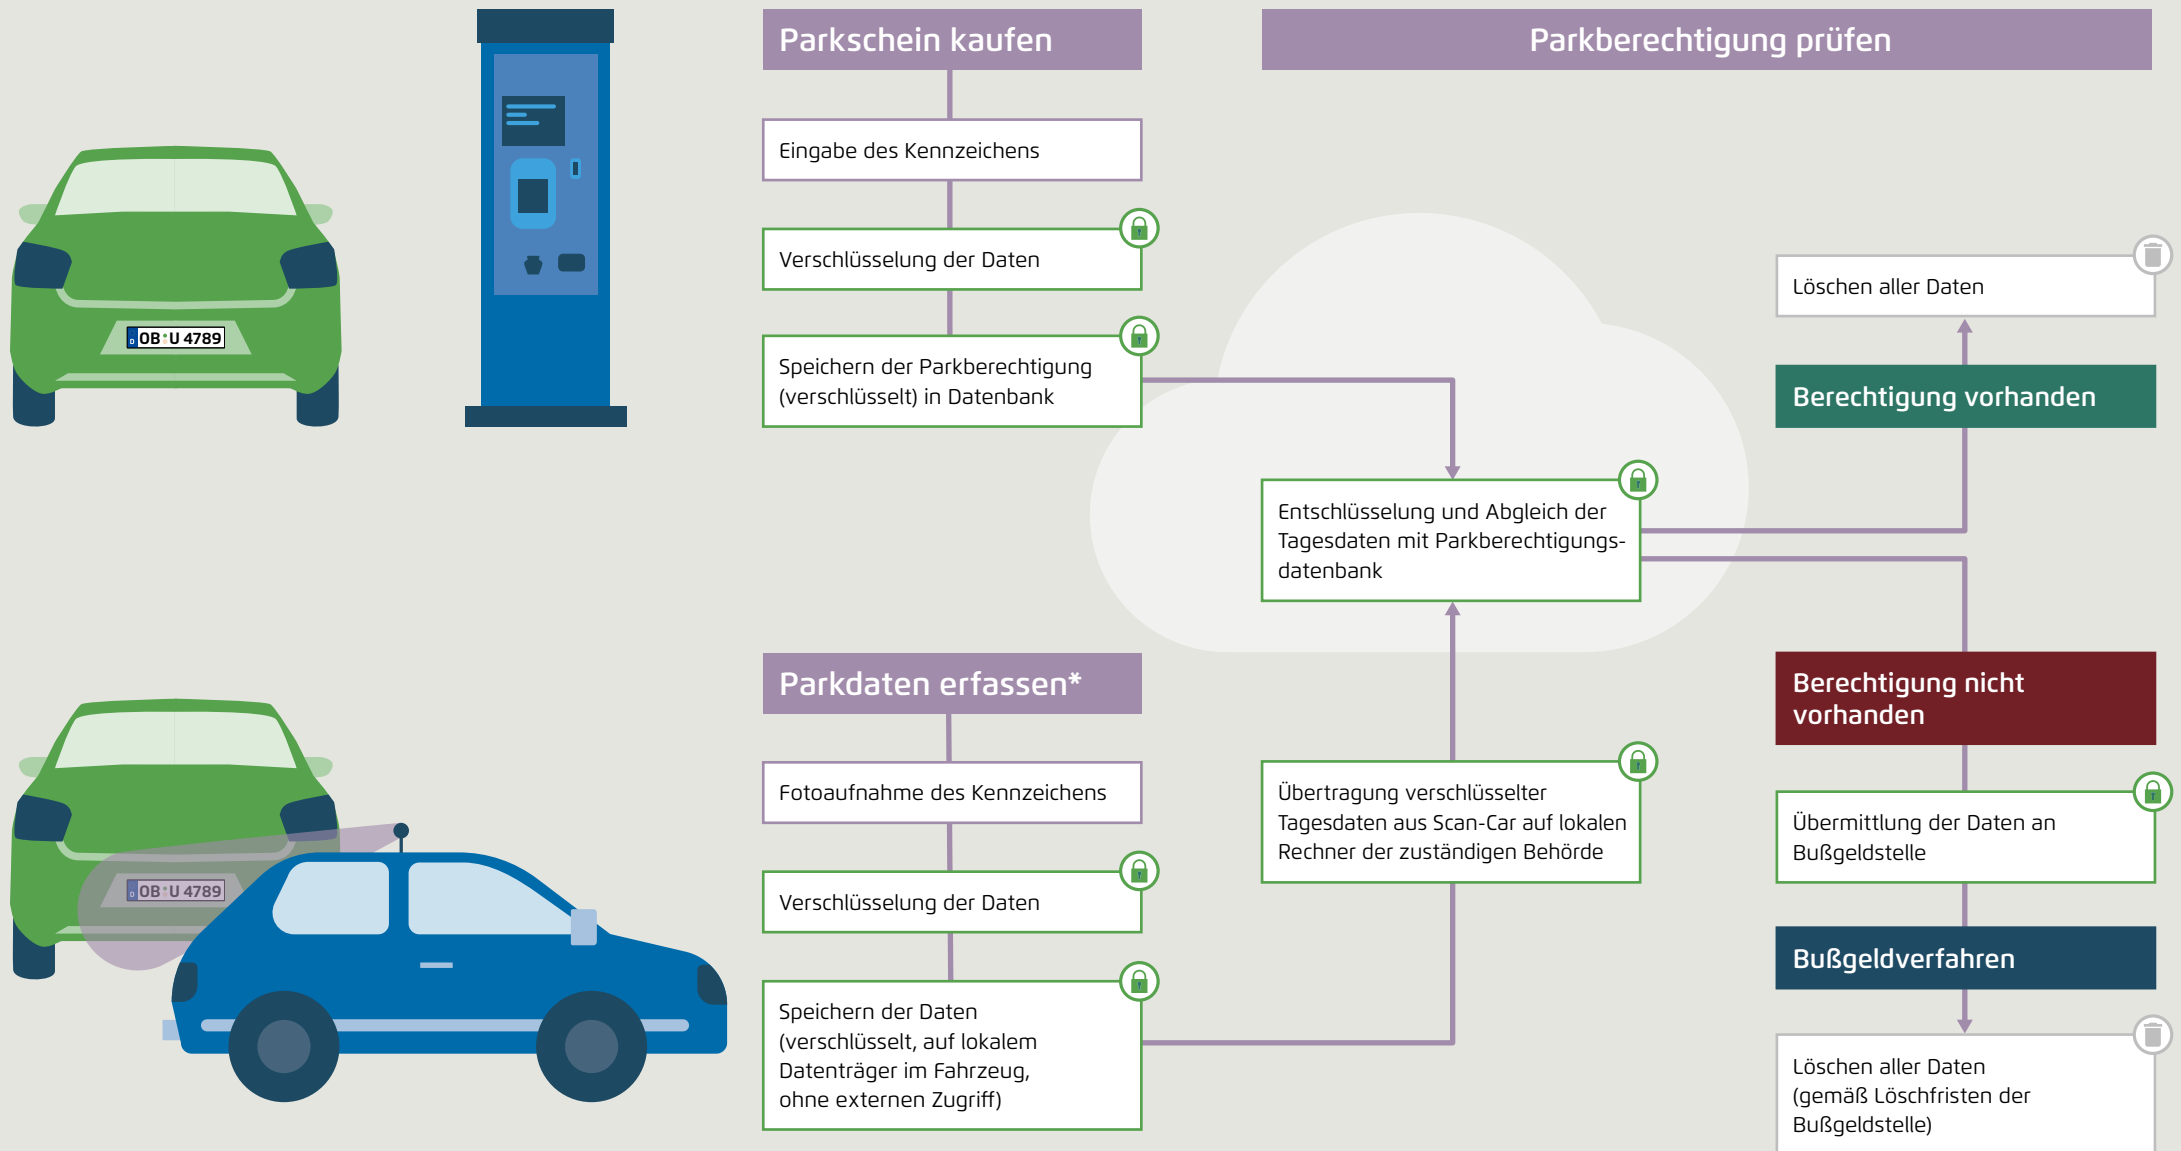 Parkschein kaufen
Eingabe des Kennzeichens
Verschlüsselung der Daten
Speichern der Parkberechtigung
(verschlüsselt) in Datenbank
D OB U 4789
Parkdaten erfassen*
Fotoaufnahme des Kennzeichens
Verschlüsselung der Daten
Speichern der Daten
(verschlüsselt, auf lokalem
Datenträger im Fahrzeug,
ohne externen Zugriff)
D OB U 4789
Parkberechtigung prüfen
Entschlüsselung und Abgleich der
Tagesdaten mit Parkberechtigungs-
datenbank
Übertragung verschlüsselter
Tagesdaten aus Scan-Car auf lokalen
Rechner der zuständigen Behörde
Löschen aller Daten
Berechtigung vorhanden
Berechtigung nicht
vorhanden
Übermittlung der Daten an
Bußgeldstelle
Bußgeldverfahren
Löschen aller Daten
(gemäß Löschfristen der
Bußgeldstelle)